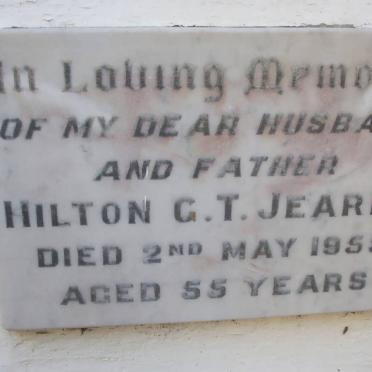 In Loving Memo
OF MY DEAR HUSBA
AND FATHER
HILTON G.T. JEAR
DIED 2ND MAY 195
AGED 55 YEARS